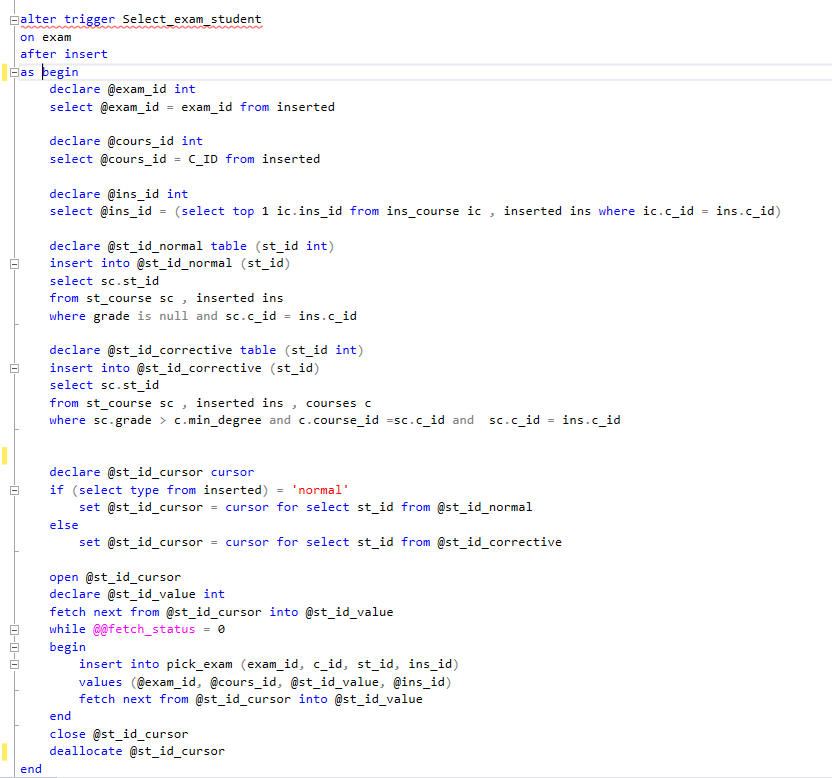 alter trigger Select_exam_student
on exam
after insert
as begin
declare @exam_id int
select @exam_id = exam_id from inserted
declare @cours_id int
select @cours_id = C_ID from inserted
declare @ins_id int
select @ins_id = (select top 1 ic.ins_id from ins_course ic , inserted ins where ic.c_id = ins.c_id)
declare @st_id_normal table (st_id int)
insert into @st_id_normal (st_id)
select sc.st_id
from st_course sc , inserted ins
where grade is null and sc.c_id = ins.c_id
declare @st_id_corrective table (st_id int)
insert into @st_id_corrective (st_id)
select sc.st_id
from st_course sc , inserted ins , courses c
where sc.grade > c.min_degree and c.course_id =sc.c_id and  sc.c_id = ins.c_id
declare @st_id_cursor cursor
if (select type from inserted) = 'normal'
set @st_id_cursor = cursor for select st_id from @st_id_normal
else
set @st_id_cursor = cursor for select st_id from @st_id_corrective
open @st_id_cursor
declare @st_id_value int
fetch next from @st_id_cursor into @st_id_value
while @@fetch_status = 0
begin
insert into pick_exam (exam_id, c_id, st_id, ins_id)
values (@exam_id, @cours_id, @st_id_value, @ins_id)
fetch next from @st_id_cursor into @st_id_value
end
close @st_id_cursor
deallocate @st_id_cursor
end